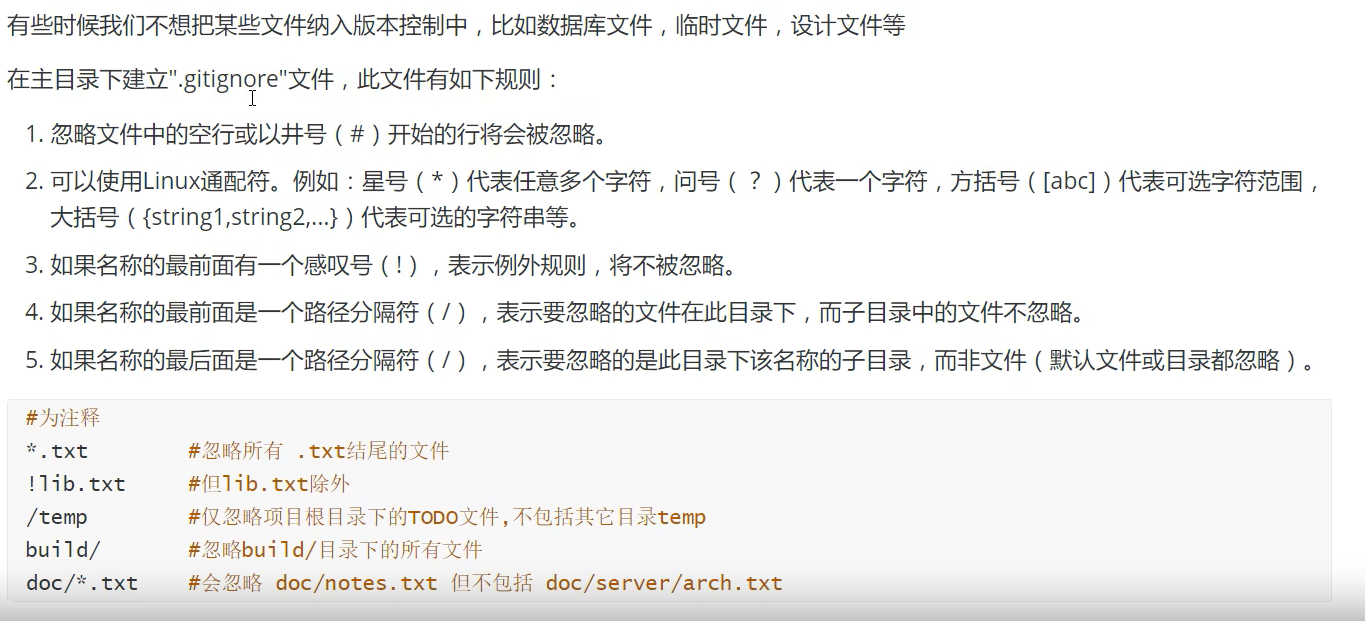 有些时候我们不想把某些文件纳入版本控制中，比如数据库文件，临时文件，设计文件等
在主目录下建立".gitignore"文件，此文件有如下规则：
1. 忽略文件中的空行或以井号（#）开始的行将会被忽略。
2. 可以使用Linux通配符。例如：星号（*）代表任意多个字符，问号（？）代表一个字符，方括号（[abc]）代表可选字符范围，
大括号（{string1,string2,...}）代表可选的字符串等。
3. 如果名称的最前面有一个感叹号（!），表示例外规则，将不被忽略。
4. 如果名称的最前面是一个路径分隔符（/），表示要忽略的文件在此目录下，而子目录中的文件不忽略。
5. 如果名称的最后面是一个路径分隔符（/），表示要忽略的是此目录下该名称的子目录，而非文件（默认文件或目录都忽略）。
#为注释
*.txt #忽略所有 .txt结尾的文件
!lib.txt #但lib.txt除外
/temp #仅忽略项目根目录下的TODO文件,不包括其它目录temp
build/ #忽略build/目录下的所有文件
doc/*.txt #会忽略 doc/notes.txt 但不包括 doc/server/arch.txt